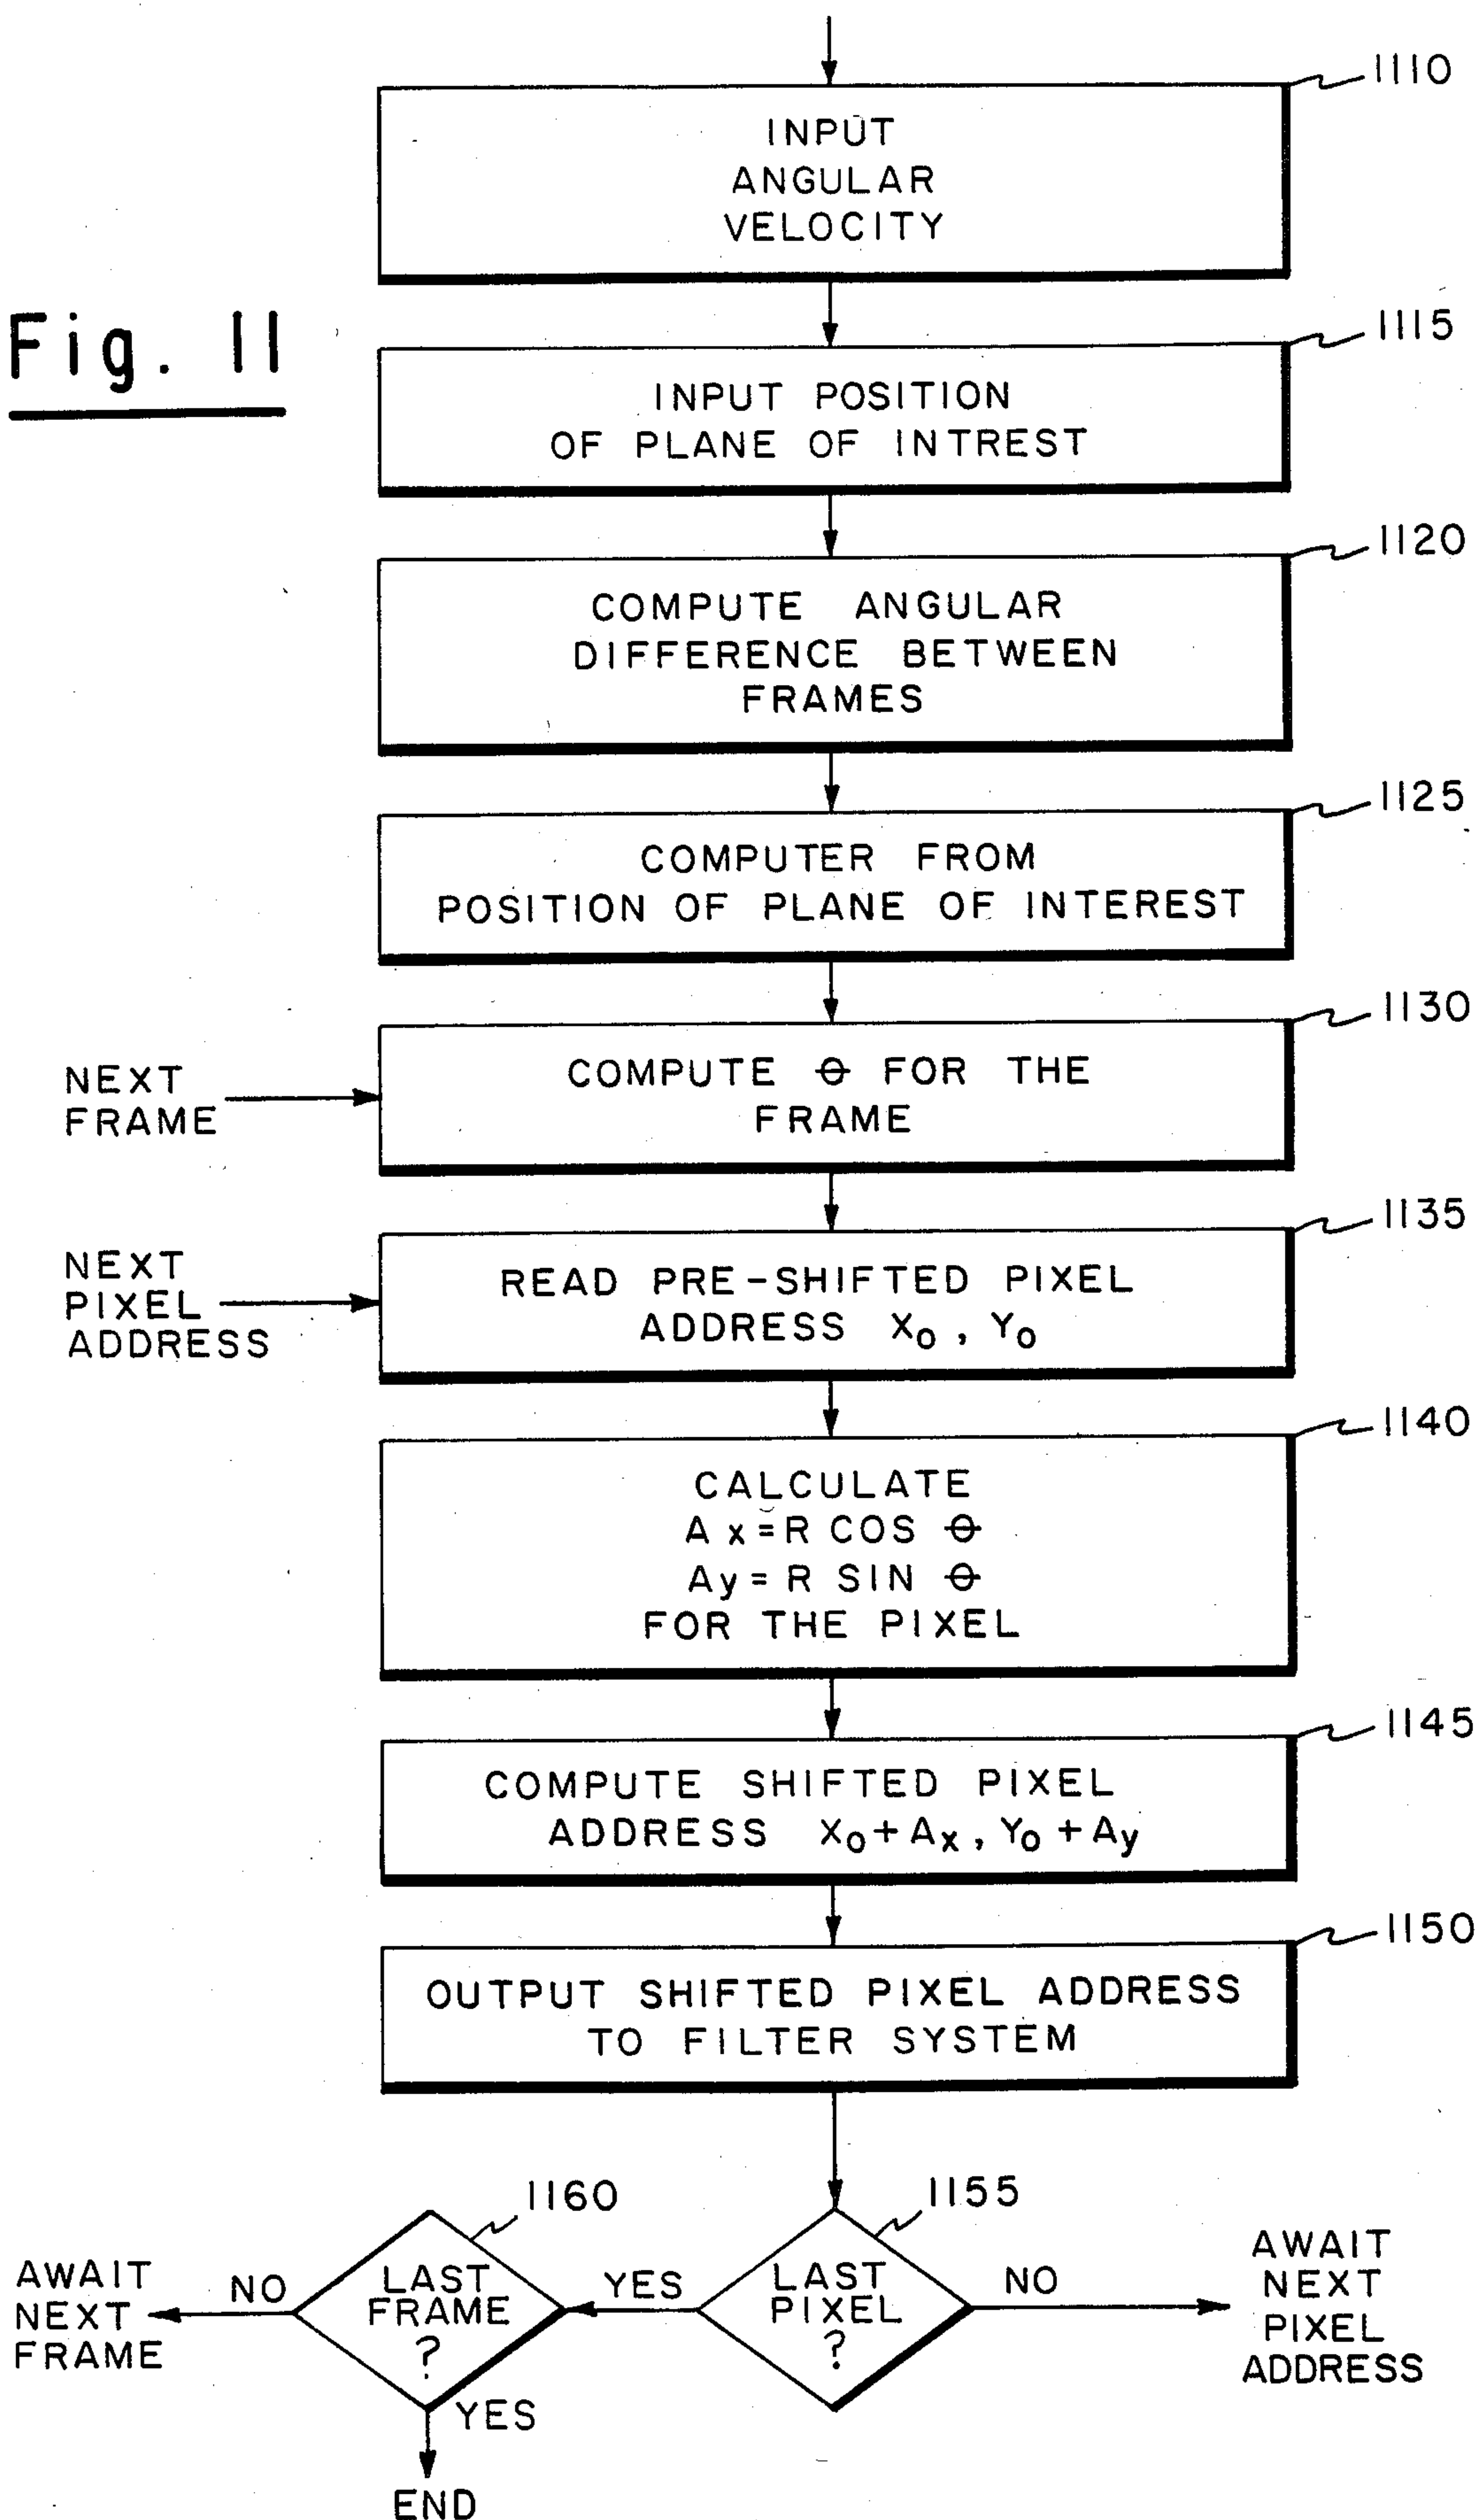 1110
INPUT
ANGULAR
VELOCITY
Fig. 11
1115
INPUT POSITION
OF PLANE OF INTREST
1120
COMPUTE ANGULAR
DIFFERENCE BETWEEN
FRAMES
1125
COMPUTER FROM
POSITION OF PLANE OF INTEREST
1130
NEXT
FRAME
COMPUTE Θ FOR THE
FRAME
1135
NEXT
PIXEL
ADDRESS
READ PRE-SHIFTED PIXEL
ADDRESS X₀, Y₀
1140
CALCULATE
A x = R COS Θ
Ay = R SIN Θ
FOR THE PIXEL
1145
COMPUTE SHIFTED PIXEL
ADDRESS X₀+Ax, Y₀+Ay
1150
OUTPUT SHIFTED PIXEL ADDRESS
TO FILTER SYSTEM
1160
1155
AWAIT
NEXT
FRAME
NO
LAST
FRAME
?
YES
LAST
PIXEL
?
NO
AWAIT
NEXT
PIXEL
ADDRESS
YES
END